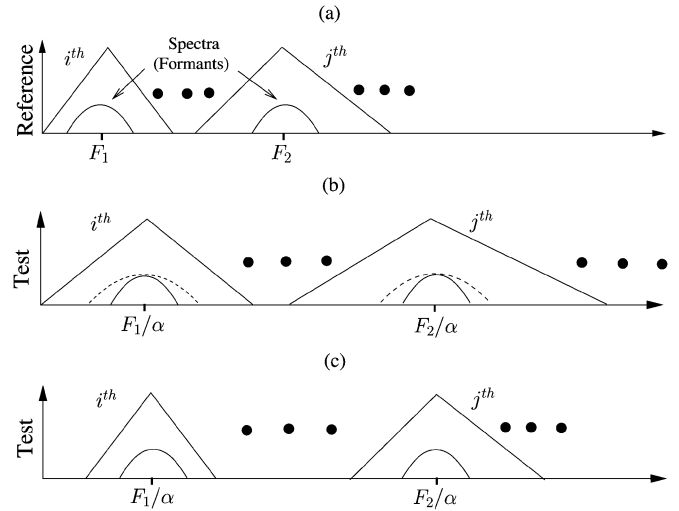 (a)
Reference
i^{th}
Spectra
(Formants)
j^{th}
F_1
F_2
(b)
Test
i^{th}
j^{th}
F_1/α
F_2/α
(c)
Test
i^{th}
j^{th}
F_1/α
F_2/α